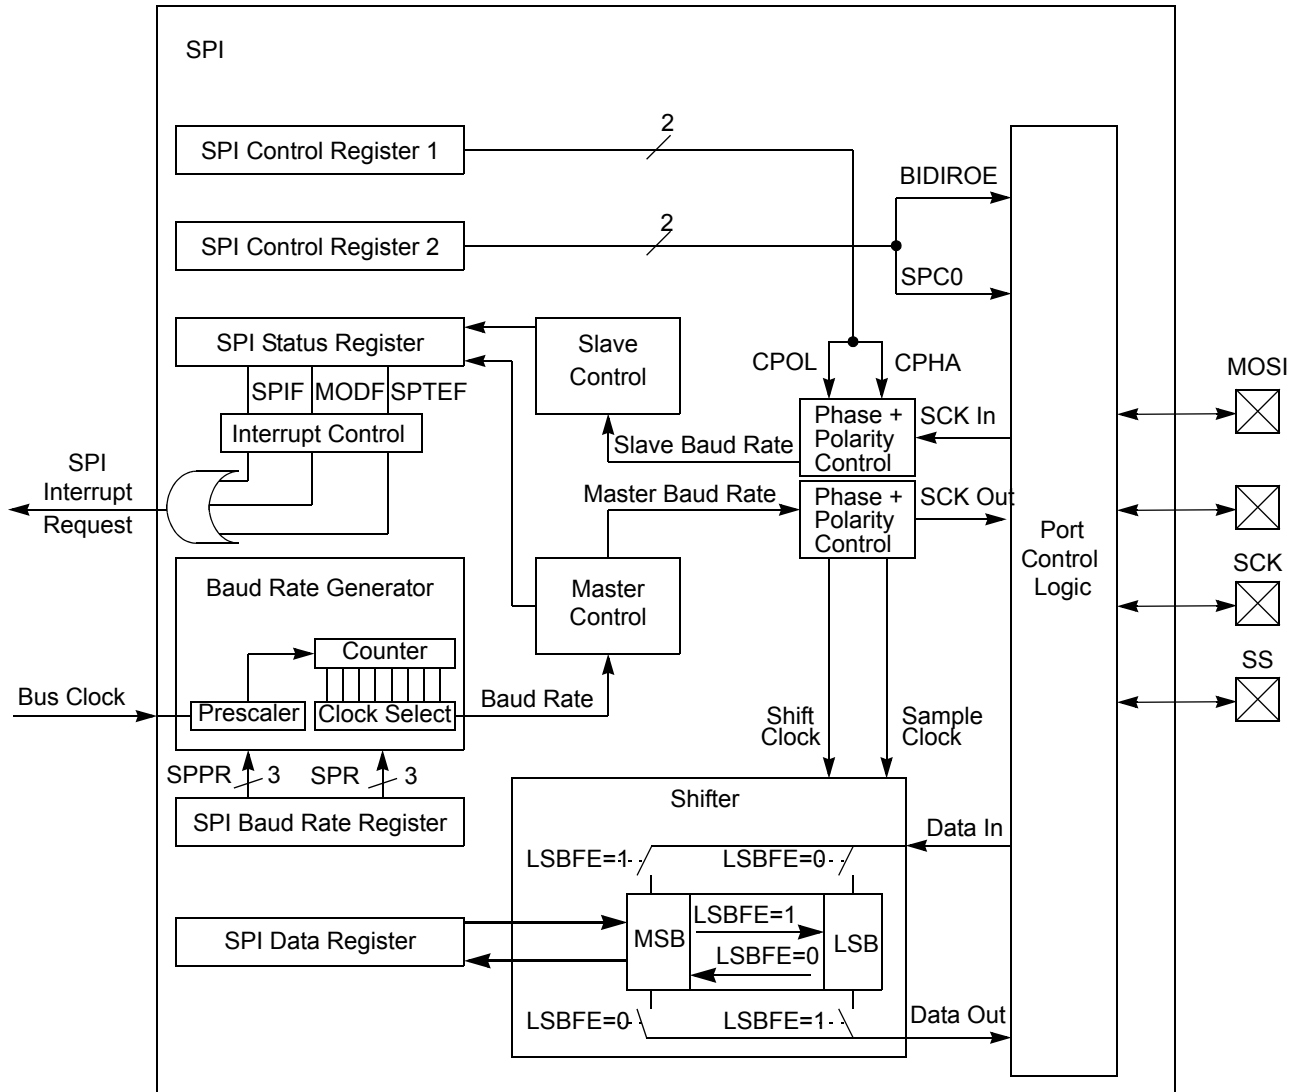 SPI
SPI Control Register 1
2
BIDIROE
SPI Control Register 2
2
SPC0
SPI Status Register
Slave
Control
CPOL
CPHA
MOSI
SPIF
MODF
SPTEF
Interrupt Control
Phase +
Polarity
Control
SCK In
Slave Baud Rate
SPI
Interrupt
Request
Master Baud Rate
Phase +
Polarity
Control
SCK Out
Port
Control
Logic
SCK
Baud Rate Generator
Master
Control
Counter
SS
Bus Clock
Prescaler
Clock Select
Baud Rate
Shift
Clock
Sample
Clock
SPPR
3
SPR
3
SPI Baud Rate Register
Shifter
Data In
LSBFE=1
LSBFE=0
SPI Data Register
MSB
LSBFE=1
LSBFE=0
LSB
LSBFE=0
LSBFE=1
Data Out